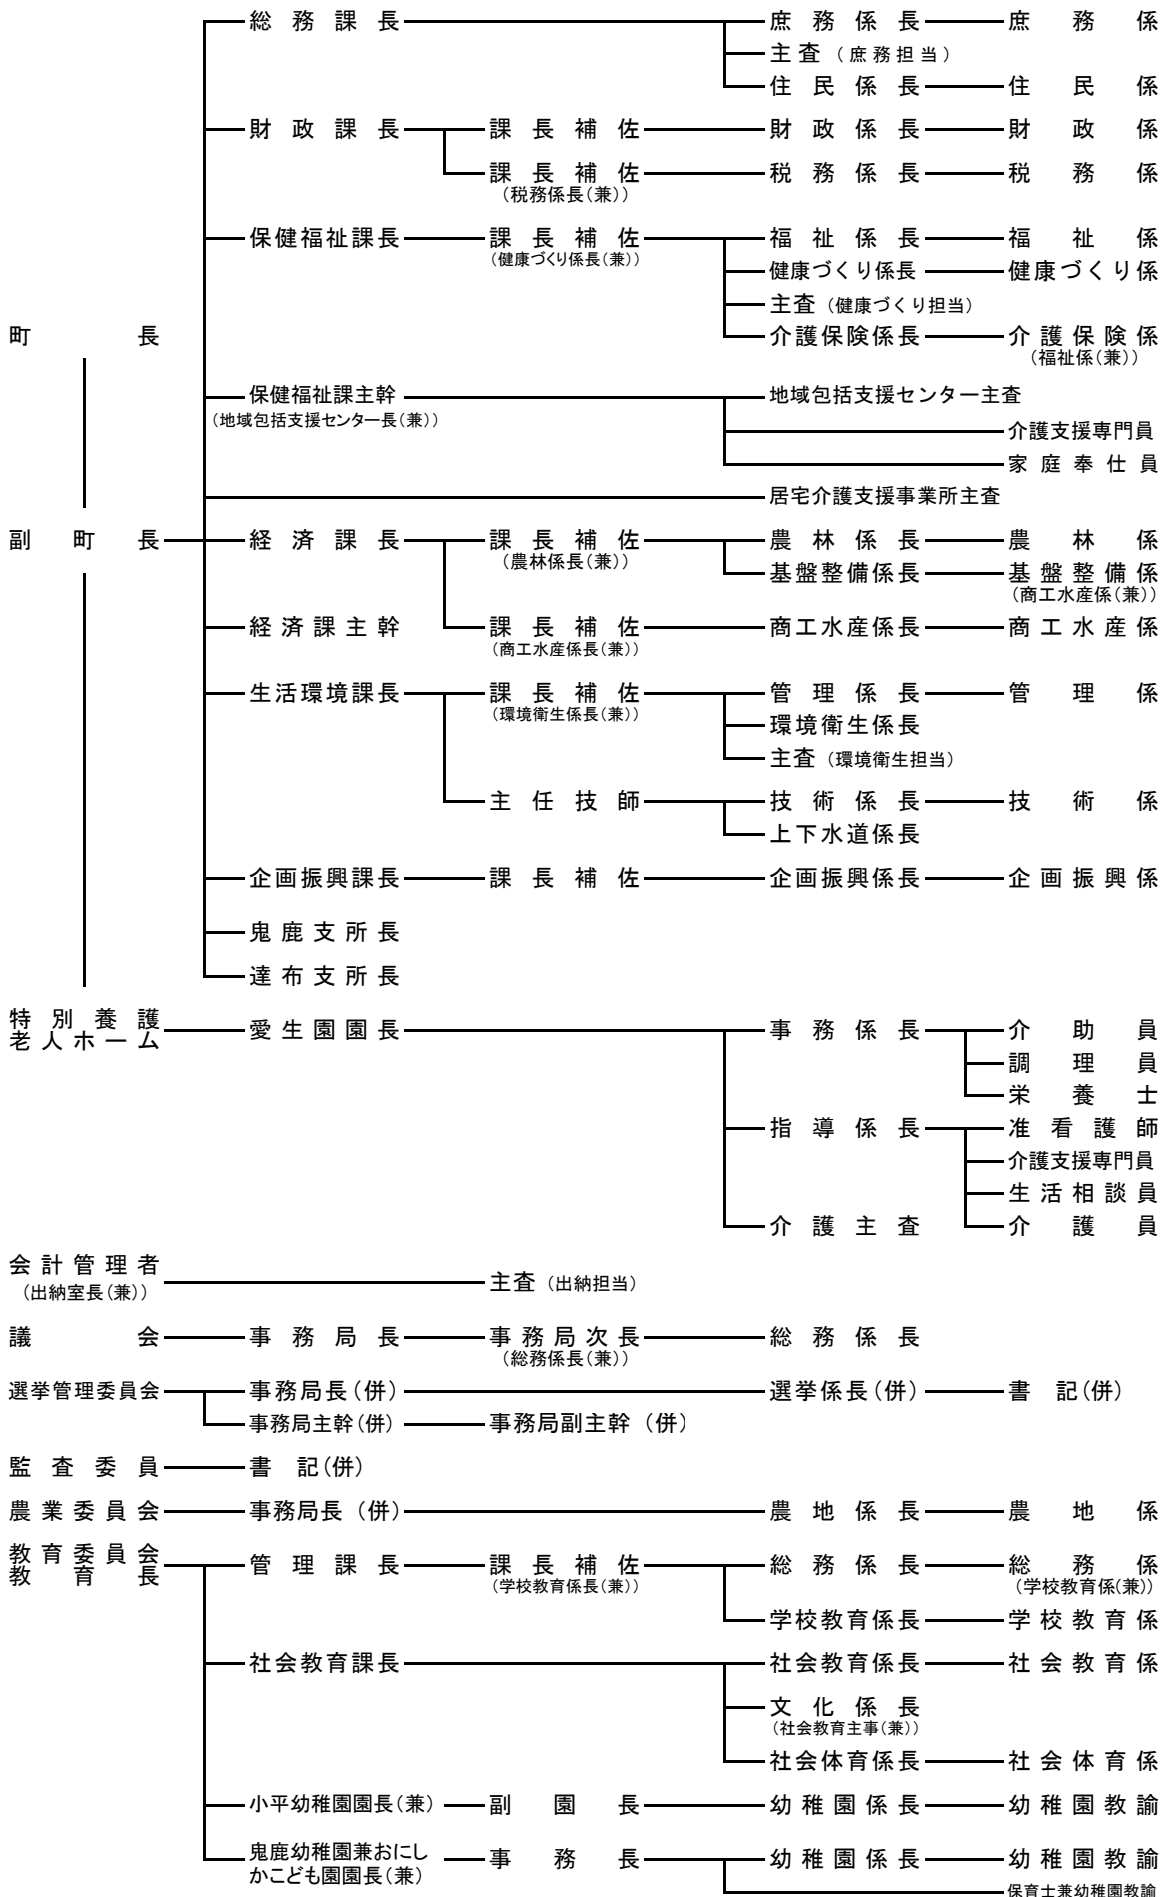 総務課長 庶務係長 庶務係
主査（庶務担当）
住民係長 住民係
財政課長 課長補佐 財政係長 財政係
課長補佐 税務係長 税務係
（税務係長（兼））
保健福祉課長 課長補佐 福祉係長 福祉係
（健康づくり係長（兼））
健康づくり係長 健康づくり係
主査（健康づくり担当）
町長 介護保険係長 介護保険係
（福祉係（兼））
保健福祉課主幹 地域包括支援センター主査
（地域包括支援センター長（兼））
介護支援専門員
家庭奉仕員
居宅介護支援事業所主査
副町長 経済課長 課長補佐 農林係長 農林係
（農林係長（兼））
基盤整備係長 基盤整備係
（商工水産係（兼））
経済課主幹 課長補佐 商工水産係長 商工水産係
（商工水産係長（兼））
生活環境課長 課長補佐 管理係長 管理係
（環境衛生係長（兼））
環境衛生係長
主査（環境衛生担当）
主任技師 技術係長 技術係
上下水道係長
企画振興課長 課長補佐 企画振興係長 企画振興係
鬼鹿支所長
達布支所長
特別養護
老人ホーム 愛生園園長 事務係長 介助員
調理員
栄養士
指導係長 准看護師
介護支援専門員
生活相談員
介護主査 介護員
会計管理者
（出納室長（兼）） 主査（出納担当）
議会 事務局長 事務局次長 総務係長
（総務係長（兼））
選挙管理委員会 事務局長（併） 選挙係長（併） 書記（併）
事務局主幹（併） 事務局副主幹（併）
監査委員 書記（併）
農業委員会 事務局長（併） 農地係長 農地係
教育委員会
教育長 管理課長 課長補佐 総務係長 総務係
（学校教育係長（兼）） （学校教育係（兼））
学校教育係長 学校教育係
社会教育課長 社会教育係長 社会教育係
文化係長
（社会教育主事（兼））
社会体育係長 社会体育係
小平幼稚園園長（兼） 副園長 幼稚園係長 幼稚園教諭
鬼鹿幼稚園兼おにし
かこども園園長（兼） 事務長 幼稚園係長 幼稚園教諭
保育士兼幼稚園教諭